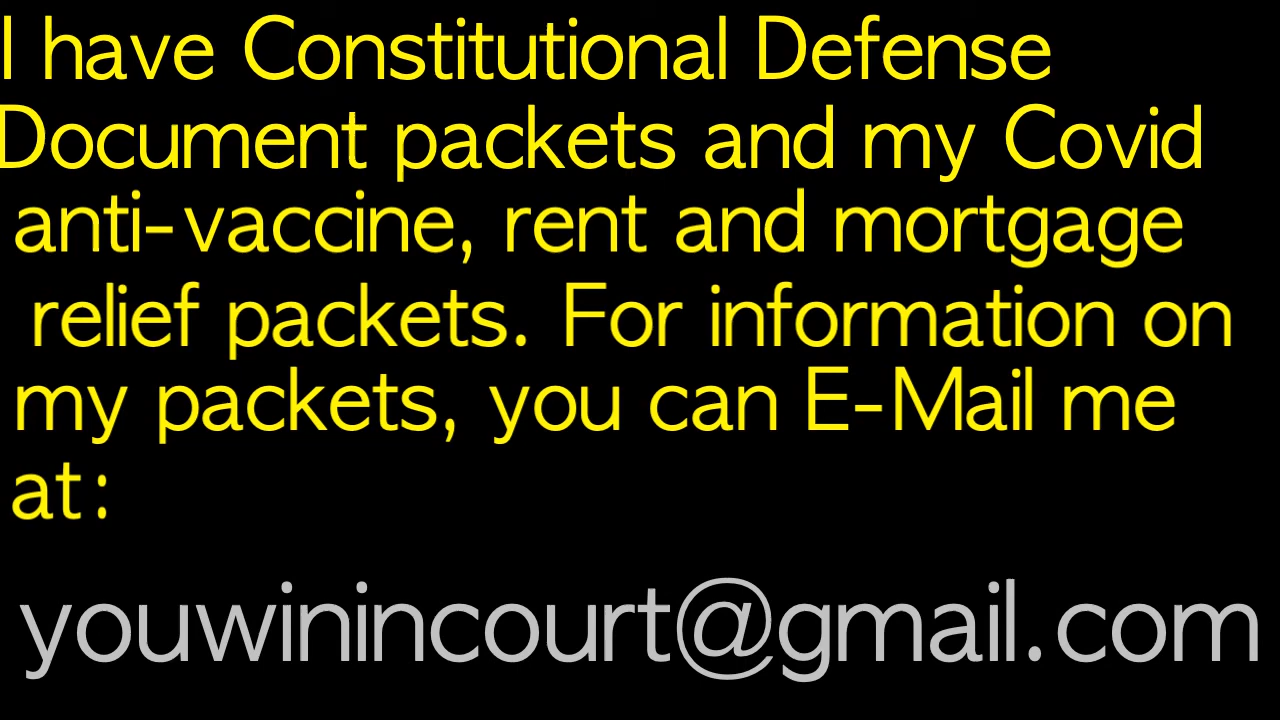 I have Constitutional Defense
Document packets and my Covid
anti-vaccine, rent and mortgage
relief packets. For information on
my packets, you can E-Mail me
at:
youwinincourt@gmail.com